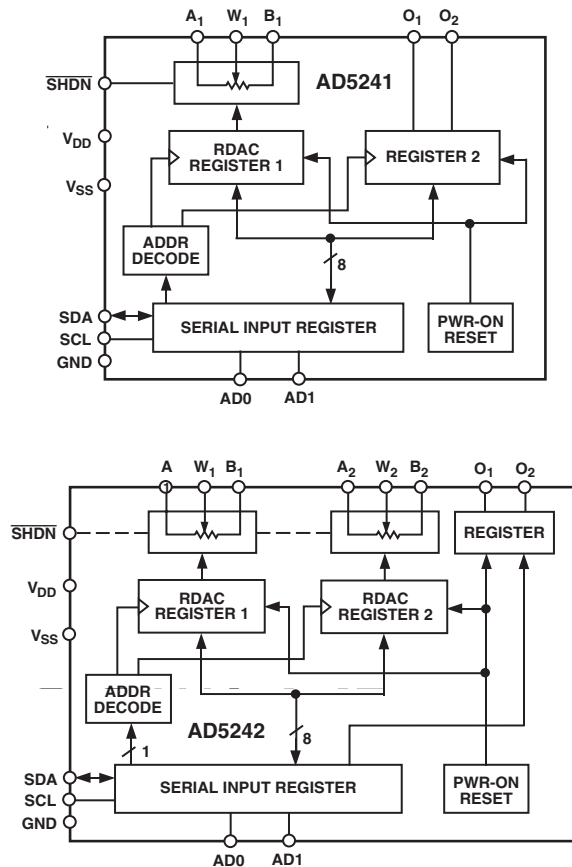 A1 W1 B1 O1 O2
SHDN
AD5241
VDD
RDAC
REGISTER 1
REGISTER 2
VSS
ADDR
DECODE
8
SDA
SERIAL INPUT REGISTER
PWR-ON
RESET
SCL
GND
AD0 AD1
A1 W1 B1 A2 W2 B2 O1 O2
SHDN
REGISTER
VDD
RDAC
REGISTER 1
RDAC
REGISTER 2
VSS
ADDR
DECODE
AD5242
1
8
SDA
SERIAL INPUT REGISTER
PWR-ON
RESET
SCL
GND
AD0 AD1